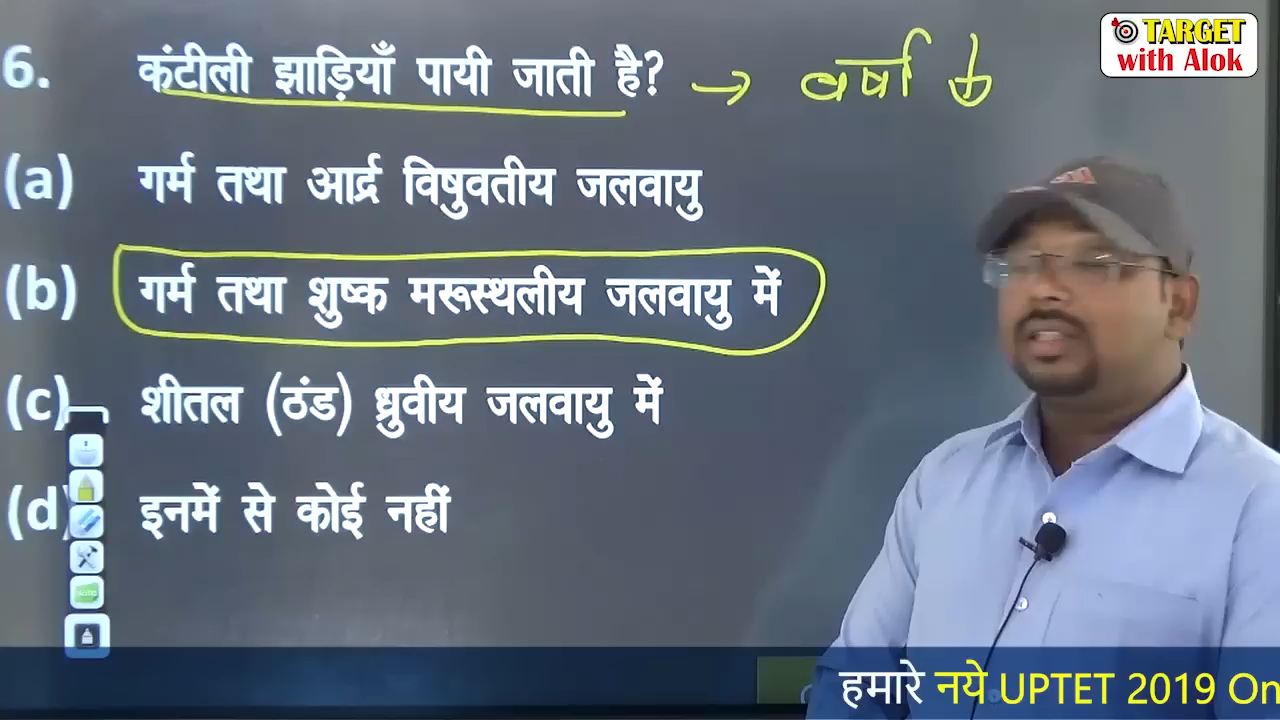 TARGET
with Alok
6. कंटीली झाड़ियाँ पायी जाती है? → वर्षा ↓
(a) गर्म तथा आर्द्र विषुवतीय जलवायु
(b) गर्म तथा शुष्क मरूस्थलीय जलवायु में
(c) शीतल (ठंड) ध्रुवीय जलवायु में
(d) इनमें से कोई नहीं
हमारे नये UPTET 2019 On